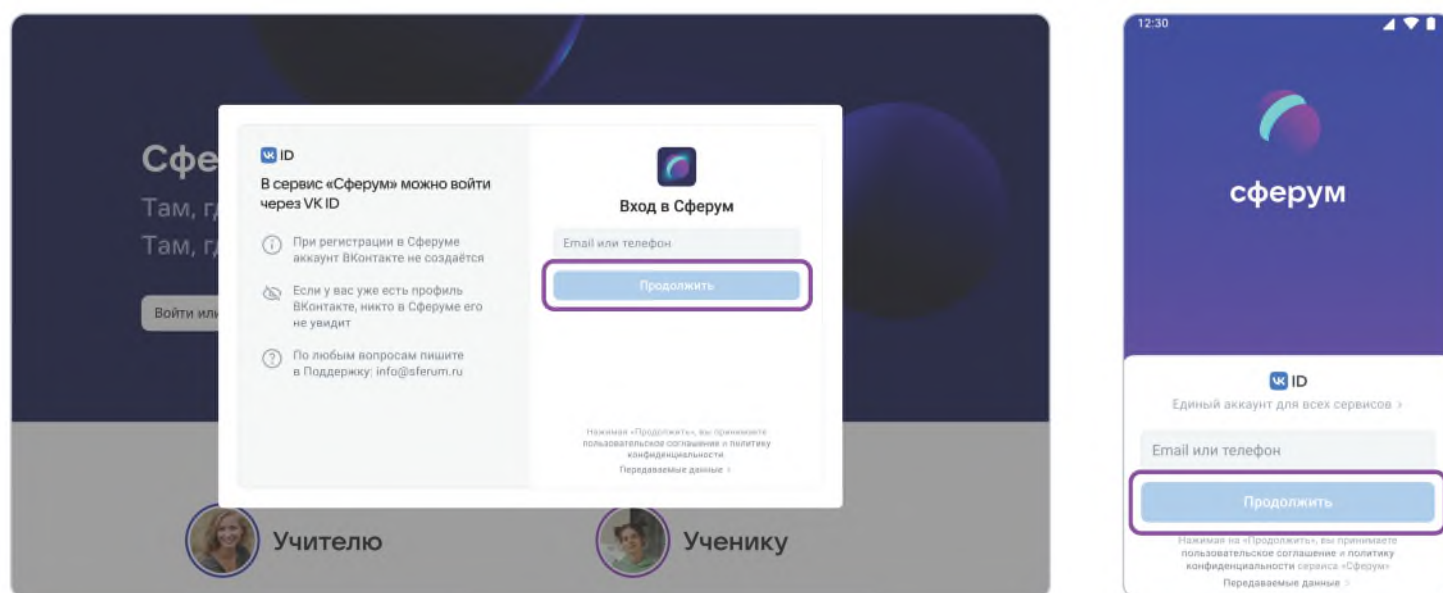 Сфе
Там, г
Там, г
Войти или
VK ID
В сервис «Сферум» можно войти
через VK ID
При регистрации в Сферуме
аккаунт ВКонтакте не создаётся
Если у вас уже есть профиль
ВКонтакте, никто в Сферуме его
не увидит
По любым вопросам пишите
в Поддержку: info@sferum.ru
Вход в Сферум
Email или телефон
Продолжить
Нажимая «Продолжить», вы принимаете
пользовательское соглашение и политику
конфиденциальности
Передаваемые данные
Учителю
Ученику
12:30
сферум
VK ID
Единый аккаунт для всех сервисов
Email или телефон
Продолжить
Нажимая на «Продолжить», вы принимаете
пользовательское соглашение и политику
конфиденциальности сервиса «Сферум»
Передаваемые данные